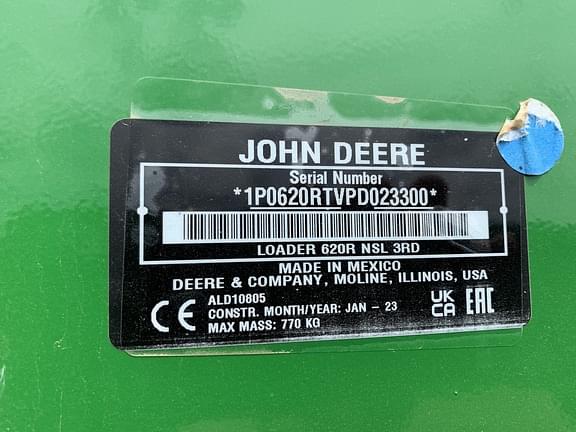 JOHN DEERE
Serial Number
*1P0620RTVPD023300*
LOADER 620R NSL 3RD
MADE IN MEXICO
DEERE & COMPANY, MOLINE, ILLINOIS, USA
CE ALD10805
CONSTR. MONTH/YEAR: JAN - 23
MAX MASS: 770 KG
UK
CA
EAC